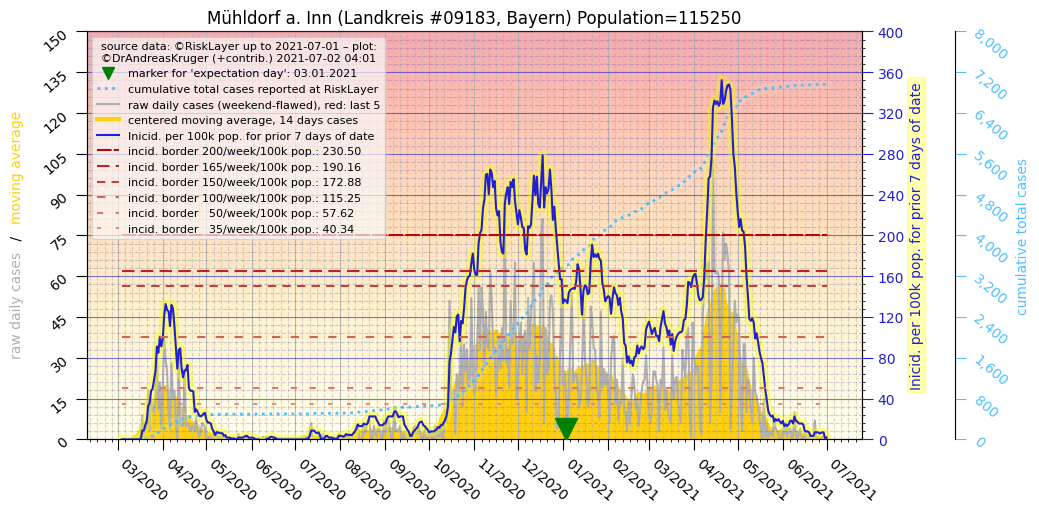 Mühldorf a. Inn (Landkreis #09183, Bayern) Population=115250
source data: ©RiskLayer up to 2021-07-01 – plot:
©DrAndreasKruger (+contrib.) 2021-07-02 04:01
marker for 'expectation day': 03.01.2021
cumulative total cases reported at RiskLayer
raw daily cases (weekend-flawed), red: last 5
centered moving average, 14 days cases
Inicid. per 100k pop. for prior 7 days of date
incid. border 200/week/100k pop.: 230.50
incid. border 165/week/100k pop.: 190.16
incid. border 150/week/100k pop.: 172.88
incid. border 100/week/100k pop.: 115.25
incid. border   50/week/100k pop.: 57.62
incid. border   35/week/100k pop.: 40.34
raw daily cases / moving average
150
135
120
105
90
75
60
45
30
15
0
400
360
320
280
240
200
160
120
80
40
0
Inicid. per 100k pop. for prior 7 days of date
8,000
7,200
6,400
5,600
4,800
4,000
3,200
2,400
1,600
800
0
cumulative total cases
03/2020
04/2020
05/2020
06/2020
07/2020
08/2020
09/2020
10/2020
11/2020
12/2020
01/2021
02/2021
03/2021
04/2021
05/2021
06/2021
07/2021